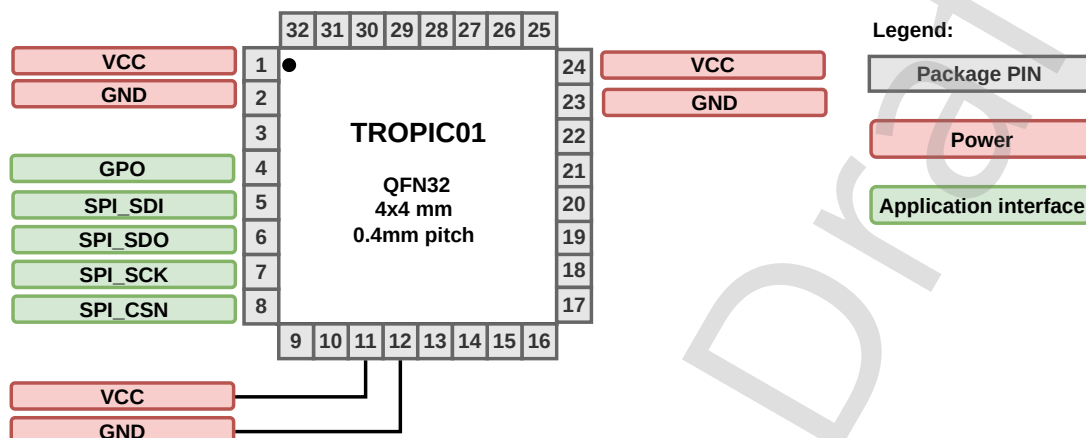 32 31 30 29 28 27 26 25
Legend:
VCC 1 24 VCC
GND 2 23 GND
Package PIN
3 TROPIC01 22
Power
GPO 4 21
QFN32
SPI_SDI 5 4x4 mm 20
Application interface
SPI_SDO 6 0.4mm pitch 19
SPI_SCK 7 18
SPI_CSN 8 17
9 10 11 12 13 14 15 16
VCC
GND
Draf